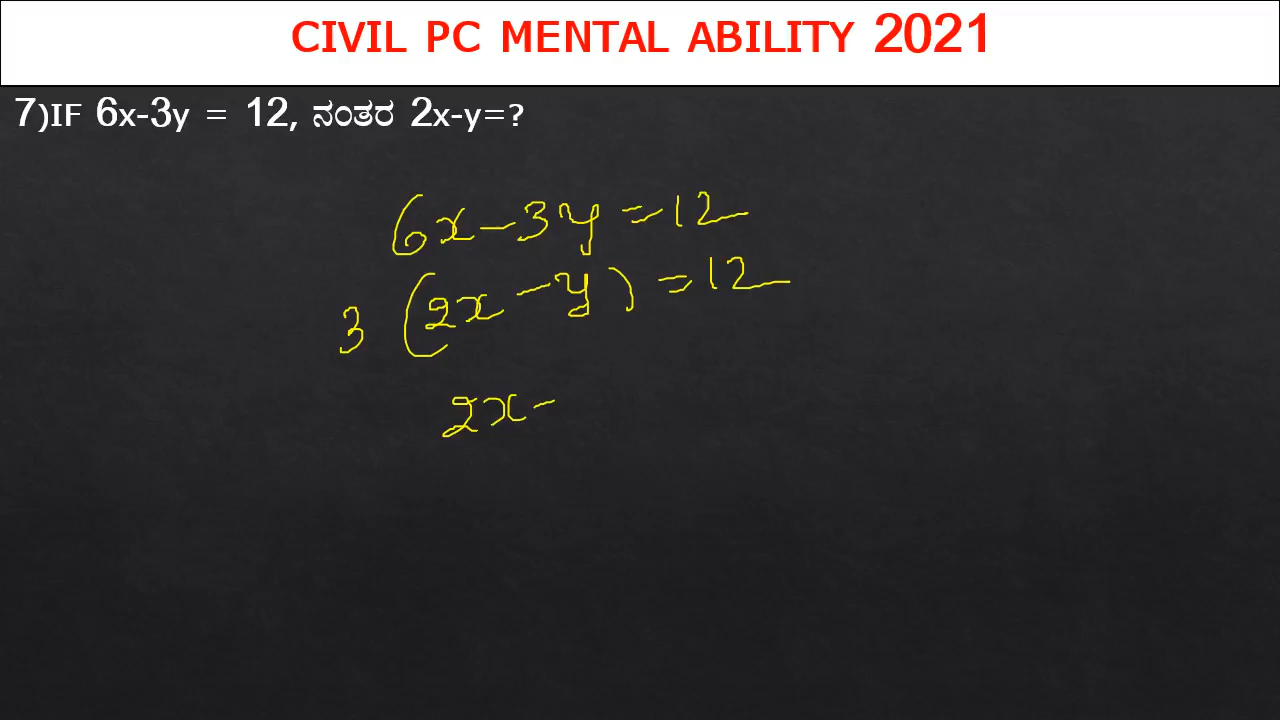 CIVIL PC MENTAL ABILITY 2021
7)IF 6x-3y = 12, ನಂತರ 2x-y=?
6x-3y=12
3 (2x-y)=12
2x-